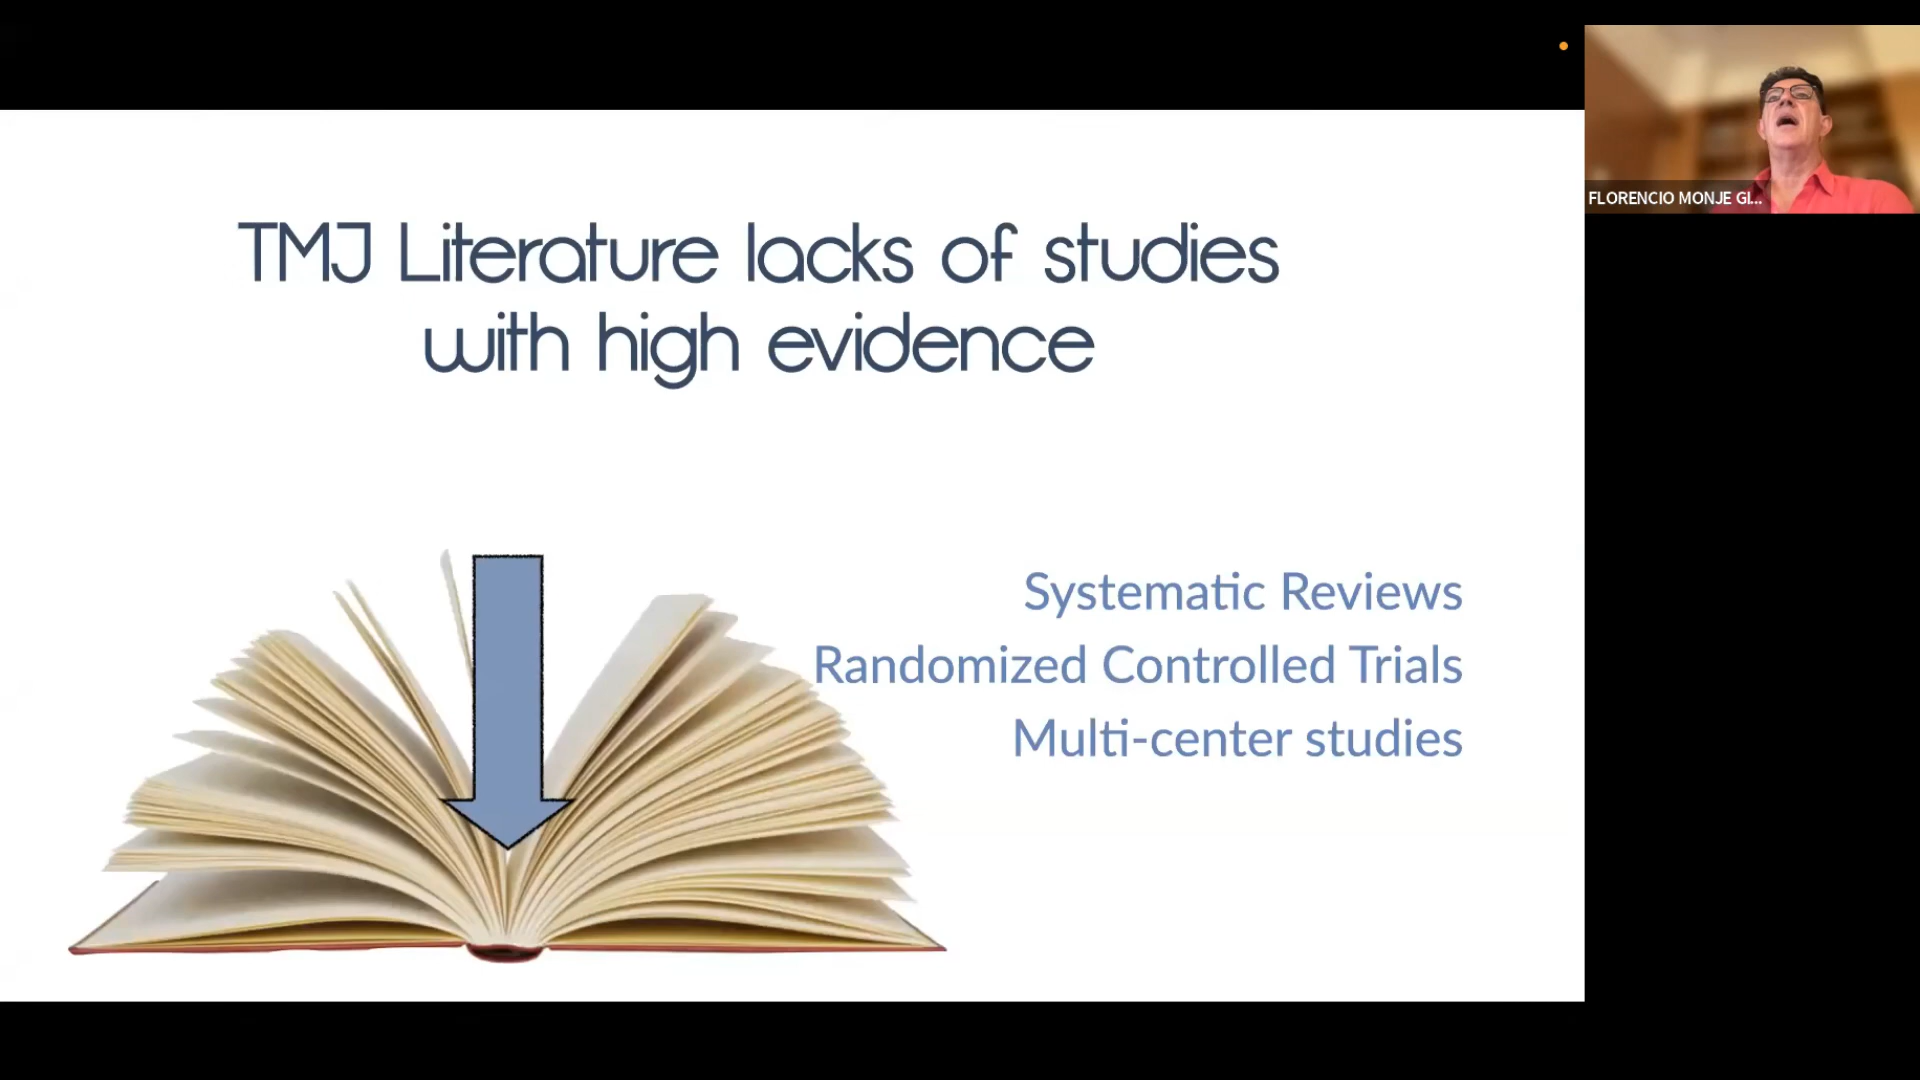 TMJ Literature lacks of studies
with high evidence
Systematic Reviews
Randomized Controlled Trials
Multi-center studies
FLORENCIO MONJE GI...